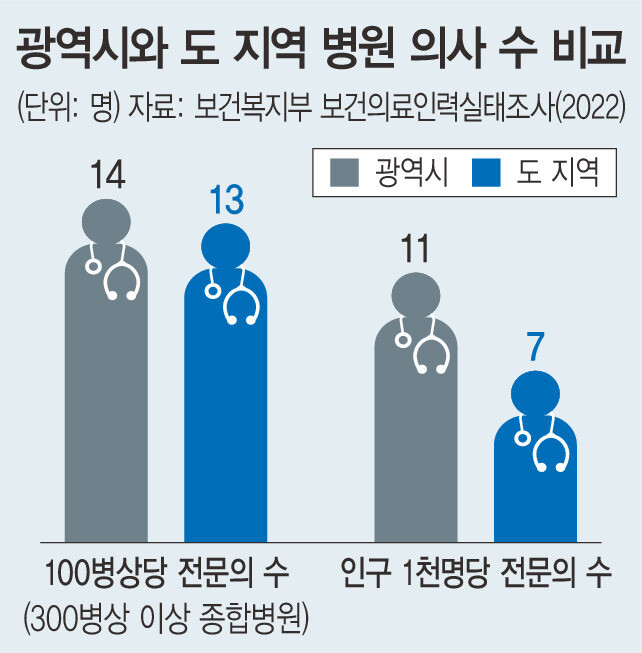 광역시와 도 지역 병원 의사 수 비교
(단위: 명) 자료: 보건복지부 보건의료인력실태조사(2022)
광역시 도 지역
14
13
11
7
100병상당 전문의 수
(300병상 이상 종합병원)
인구 1천명당 전문의 수